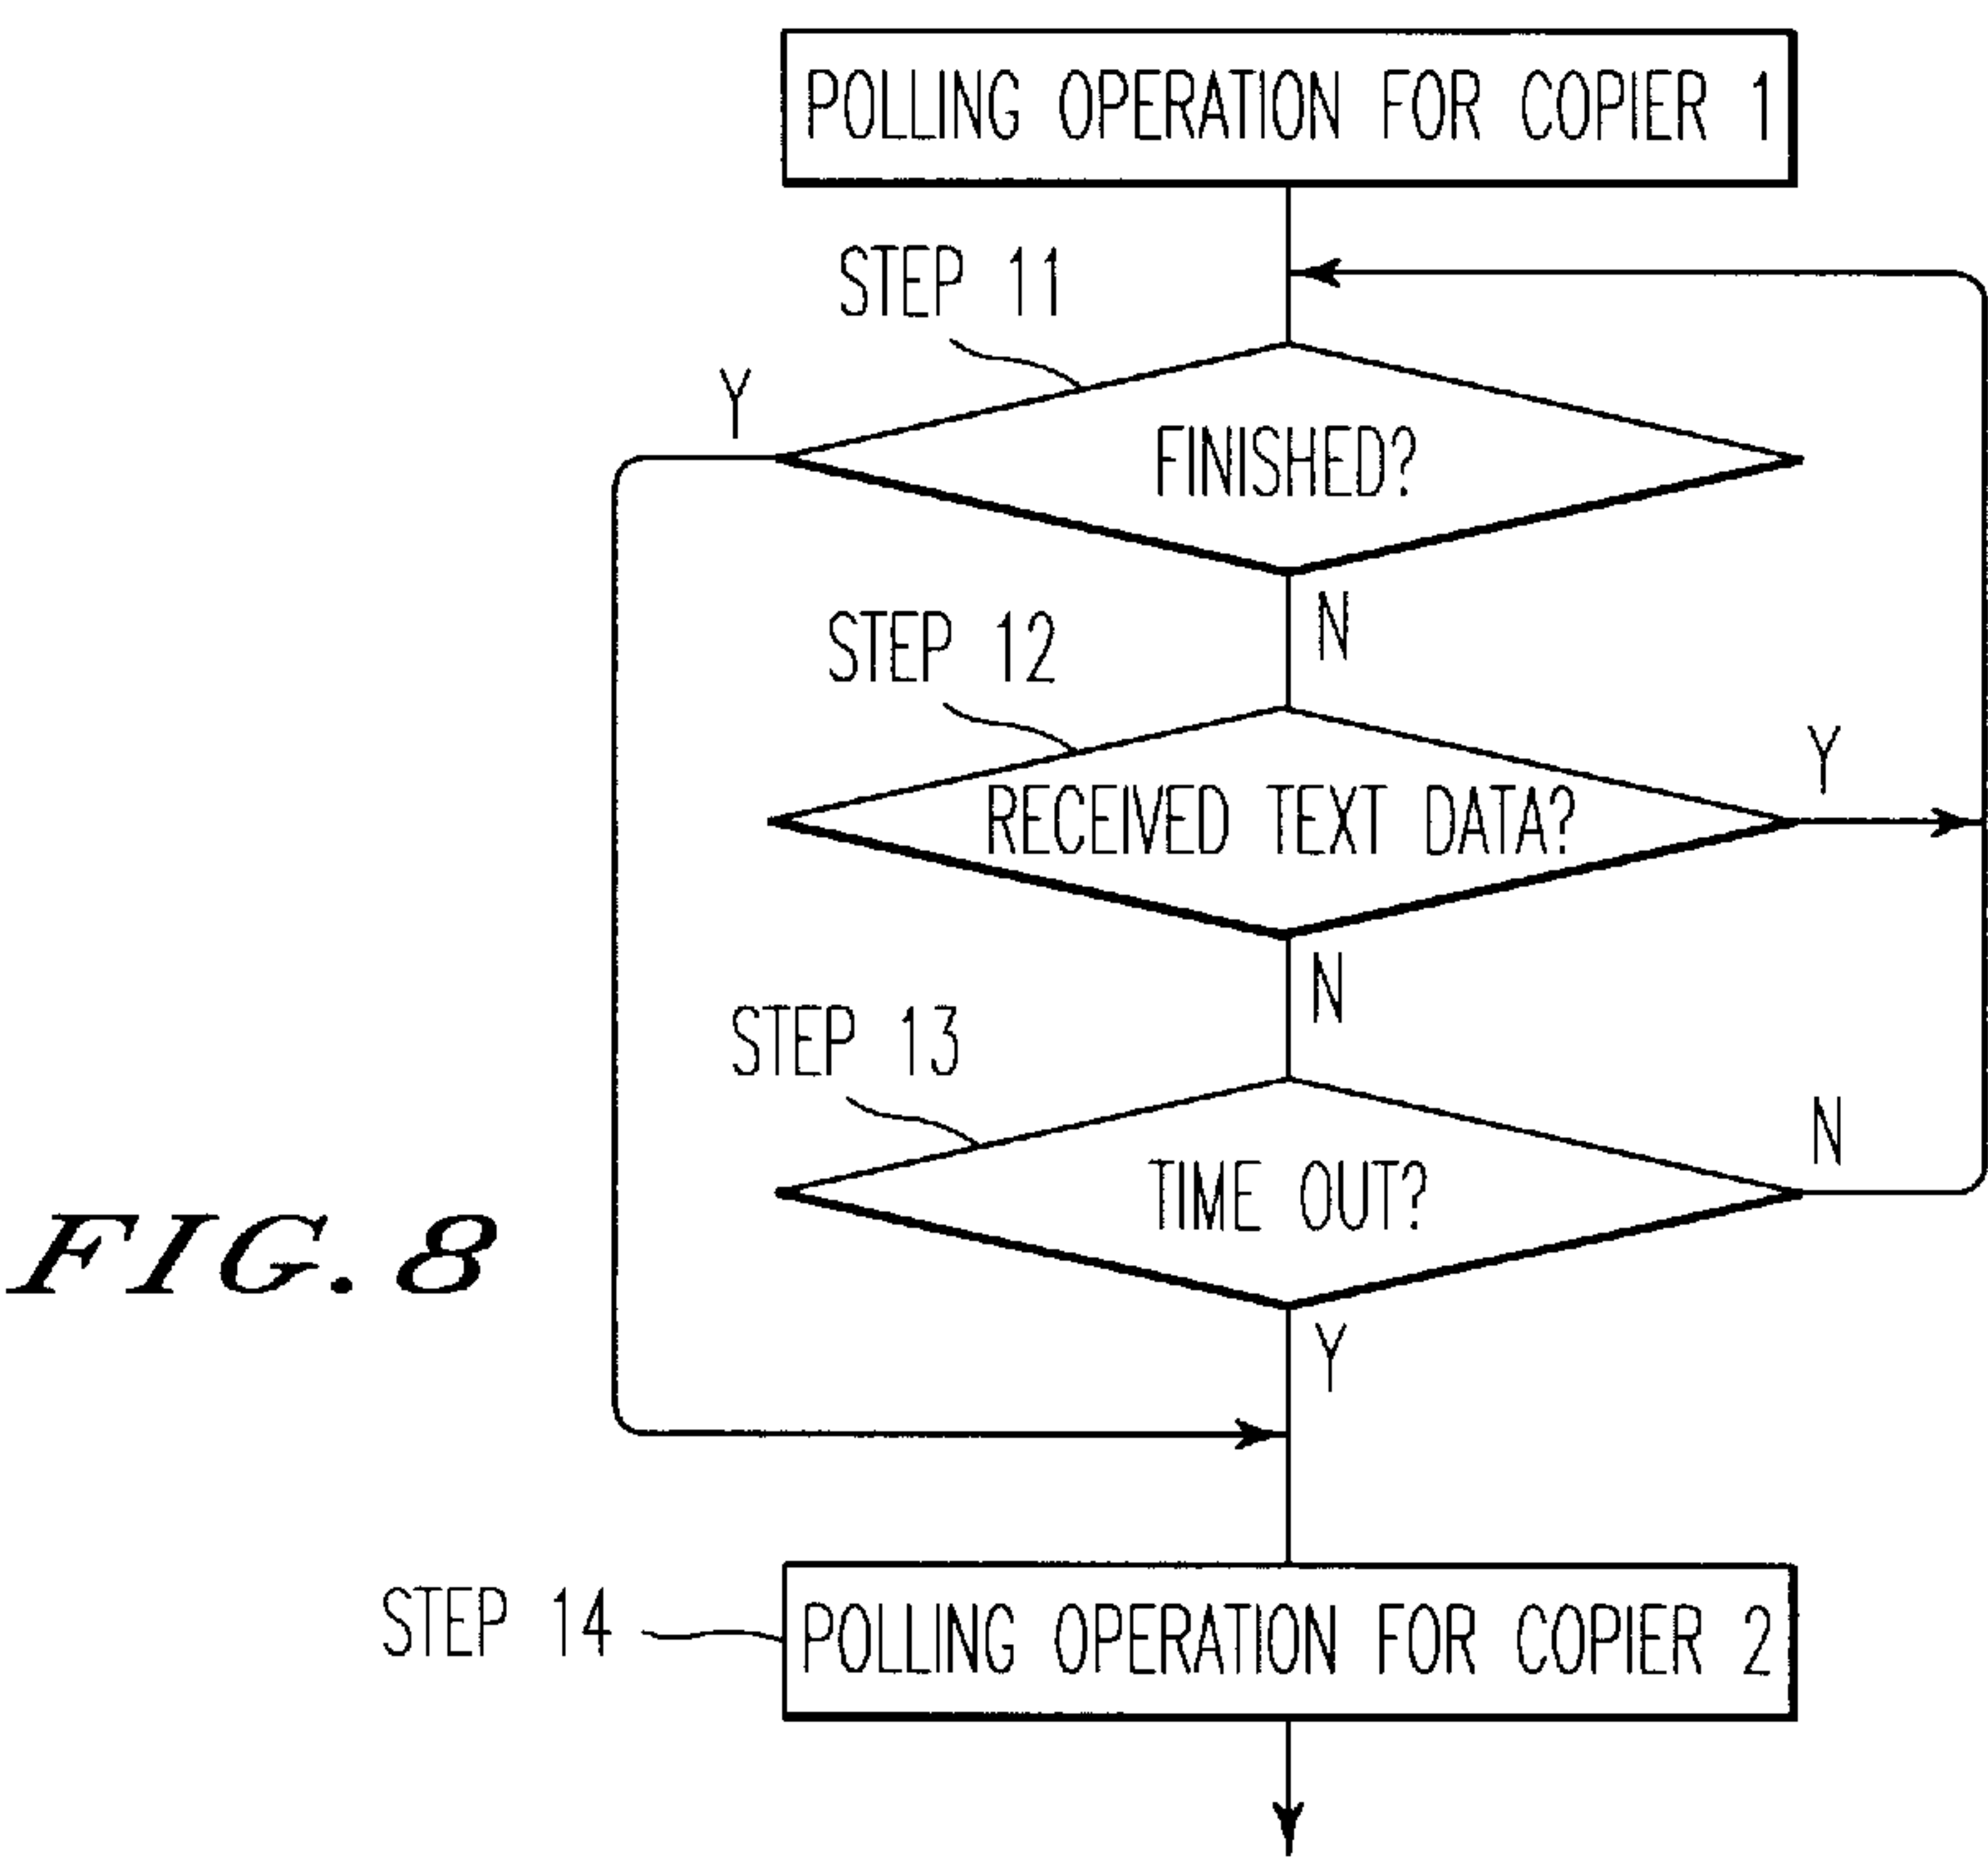 POLLING OPERATION FOR COPIER 1
STEP 11
Y
FINISHED?
N
STEP 12
Y
RECEIVED TEXT DATA?
N
STEP 13
N
TIME OUT?
FIG. 8
Y
STEP 14
POLLING OPERATION FOR COPIER 2